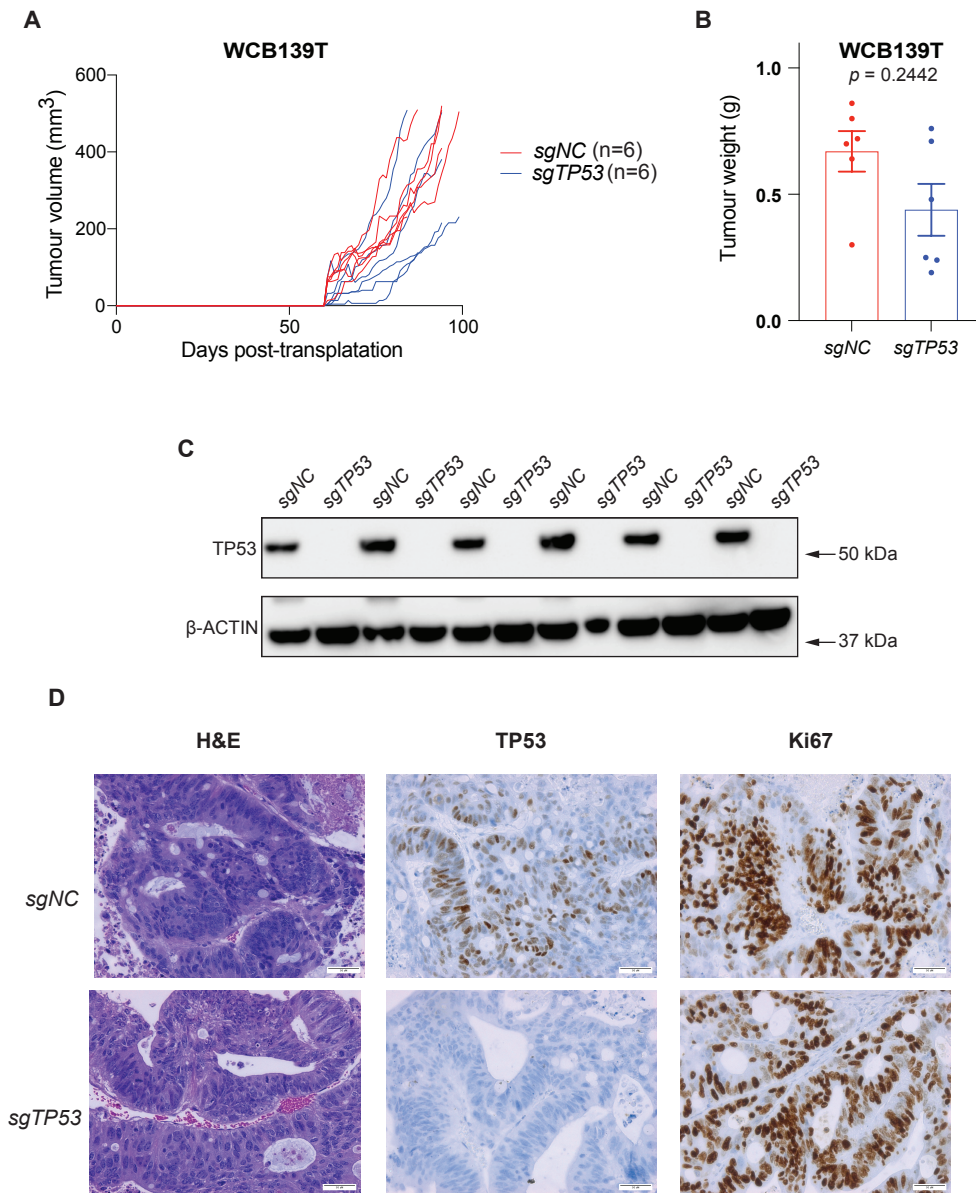 A
WCB139T
Tumour volume (mm3)
600
400
200
0
0
50
100
Days post-transplatation
sgNC (n=6)
sgTP53 (n=6)
B
WCB139T
p = 0.2442
Tumour weight (g)
1.0
0.5
0.0
sgNC
sgTP53
C
sgNC
sgTP53
sgNC
sgTP53
sgNC
sgTP53
sgNC
sgTP53
sgNC
sgTP53
sgNC
sgTP53
TP53
50 kDa
β-ACTIN
37 kDa
D
H&E
TP53
Ki67
sgNC
sgTP53